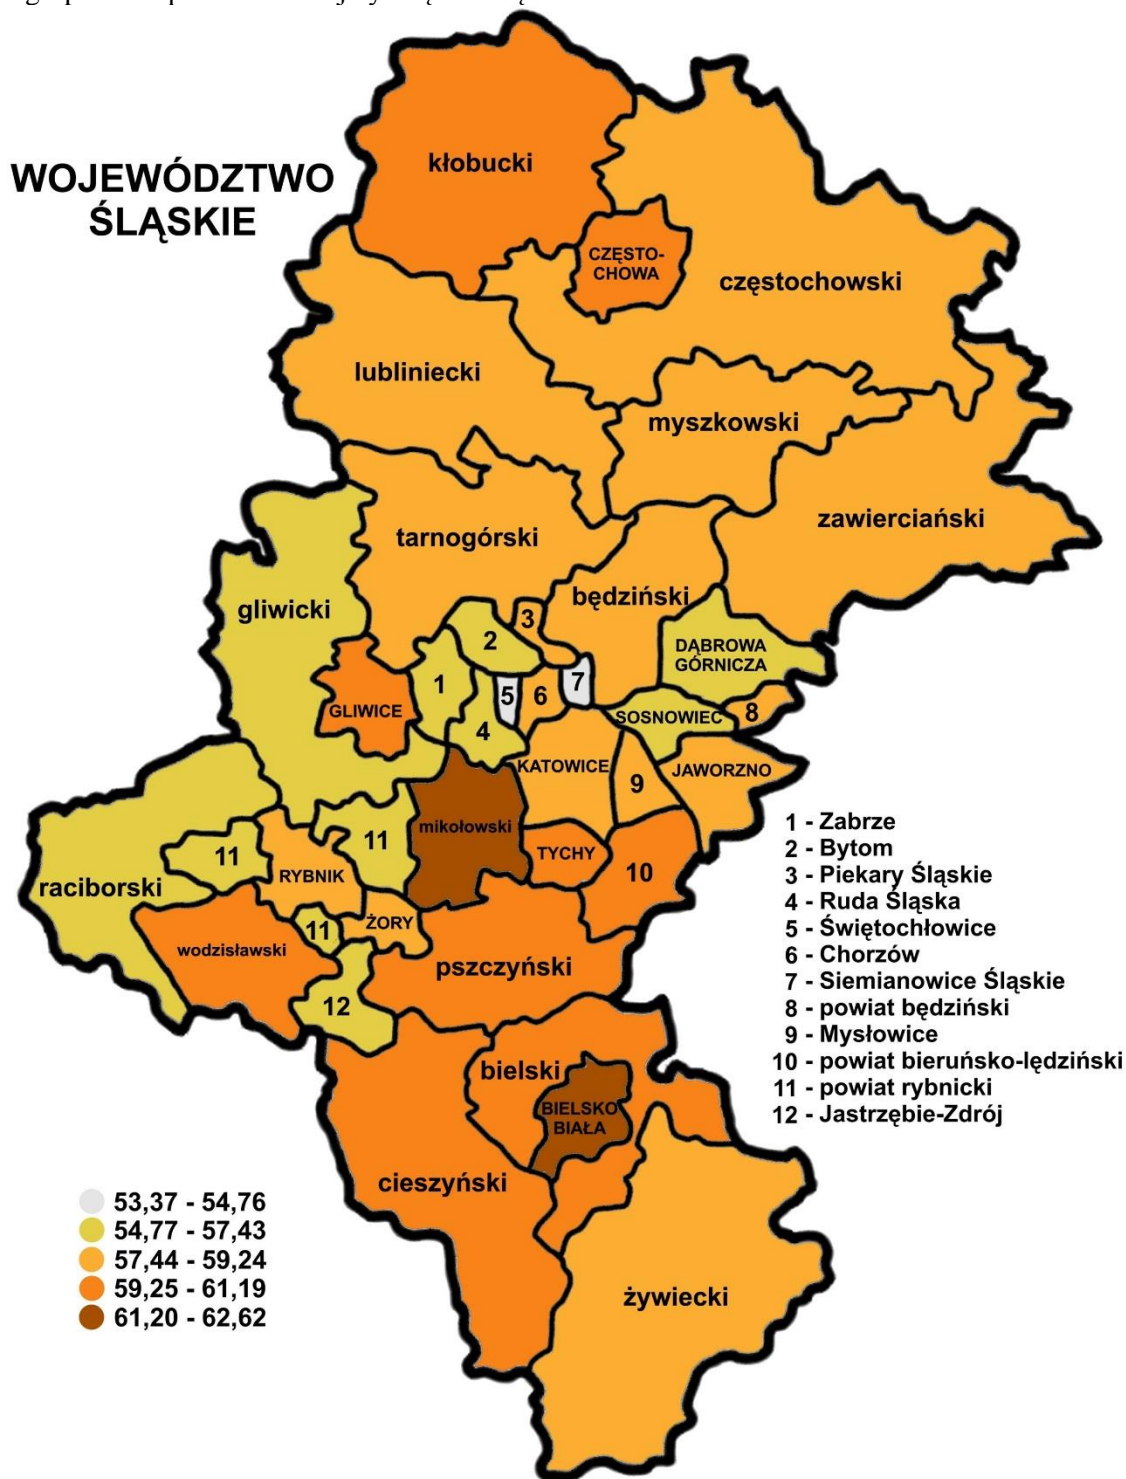 WOJEWÓDZTWO
ŚLĄSKIE
kłobucki
CZĘSTO-
CHOWA
częstochowski
lubliniecki
myszkowski
zawierciański
tarnogórski
będziński
gliwicki
3
2
DĄBROWA
GÓRNICZA
1
5
6
7
GLIWICE
4
SOSNOWIEC
8
KATOWICE
9
JAWORZNO
mikołowski
11
11
TYCHY
10
RYBNIK
raciborski
11
ŻORY
wodzisławski
pszczyński
12
bielski
BIELSKO
BIAŁA
cieszyński
żywiecki
1 - Zabrze
2 - Bytom
3 - Piekary Śląskie
4 - Ruda Śląska
5 - Świętochłowice
6 - Chorzów
7 - Siemianowice Śląskie
8 - powiat będziński
9 - Mysłowice
10 - powiat bieruńsko-lędziński
11 - powiat rybnicki
12 - Jastrzębie-Zdrój
53,37 - 54,76
54,77 - 57,43
57,44 - 59,24
59,25 - 61,19
61,20 - 62,62